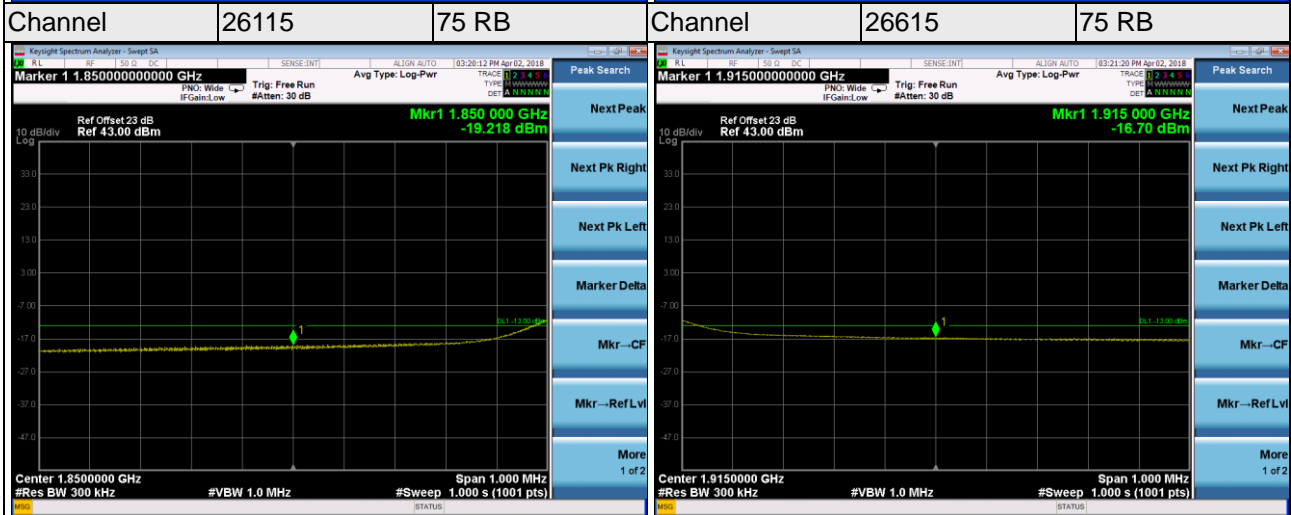 Channel 26115 75 RB Channel 26615 75 RB
Keysight Spectrum Analyzer - Swept SA
RL RF 50 Ω DC SENSE:INT ALIGN AUTO 03:20:12 PM Apr 02, 2018
Marker 1 1.850000000000 GHz
PNO: Wide
IFGain:Low
Trig: Free Run
#Atten: 30 dB
Avg Type: Log-Pwr
TRACE 1 2 3 4 5 6
TYPE M WWWWW
DET A N N N N N
Ref Offset 23 dB
10 dB/div Ref 43.00 dBm
Log
Mkr1 1.850 000 GHz
-19.218 dBm
33.0
23.0
13.0
3.00
-7.00
-17.0
-27.0
-37.0
-47.0
1
DL1 -13.00 dBm
Center 1.8500000 GHz Span 1.000 MHz
#Res BW 300 kHz #VBW 1.0 MHz #Sweep 1.000 s (1001 pts)
MSG STATUS
Peak Search
Next Peak
Next Pk Right
Next Pk Left
Marker Delta
Mkr→CF
Mkr→Ref Lvl
More
1 of 2
Keysight Spectrum Analyzer - Swept SA
RL RF 50 Ω DC SENSE:INT ALIGN AUTO 03:21:20 PM Apr 02, 2018
Marker 1 1.915000000000 GHz
PNO: Wide
IFGain:Low
Trig: Free Run
#Atten: 30 dB
Avg Type: Log-Pwr
TRACE 1 2 3 4 5 6
TYPE M WWWWW
DET A N N N N N
Ref Offset 23 dB
10 dB/div Ref 43.00 dBm
Log
Mkr1 1.915 000 GHz
-16.70 dBm
33.0
23.0
13.0
3.00
-7.00
-17.0
-27.0
-37.0
-47.0
1
DL1 -13.00 dBm
Center 1.9150000 GHz Span 1.000 MHz
#Res BW 300 kHz #VBW 1.0 MHz #Sweep 1.000 s (1001 pts)
MSG STATUS
Peak Search
Next Peak
Next Pk Right
Next Pk Left
Marker Delta
Mkr→CF
Mkr→Ref Lvl
More
1 of 2